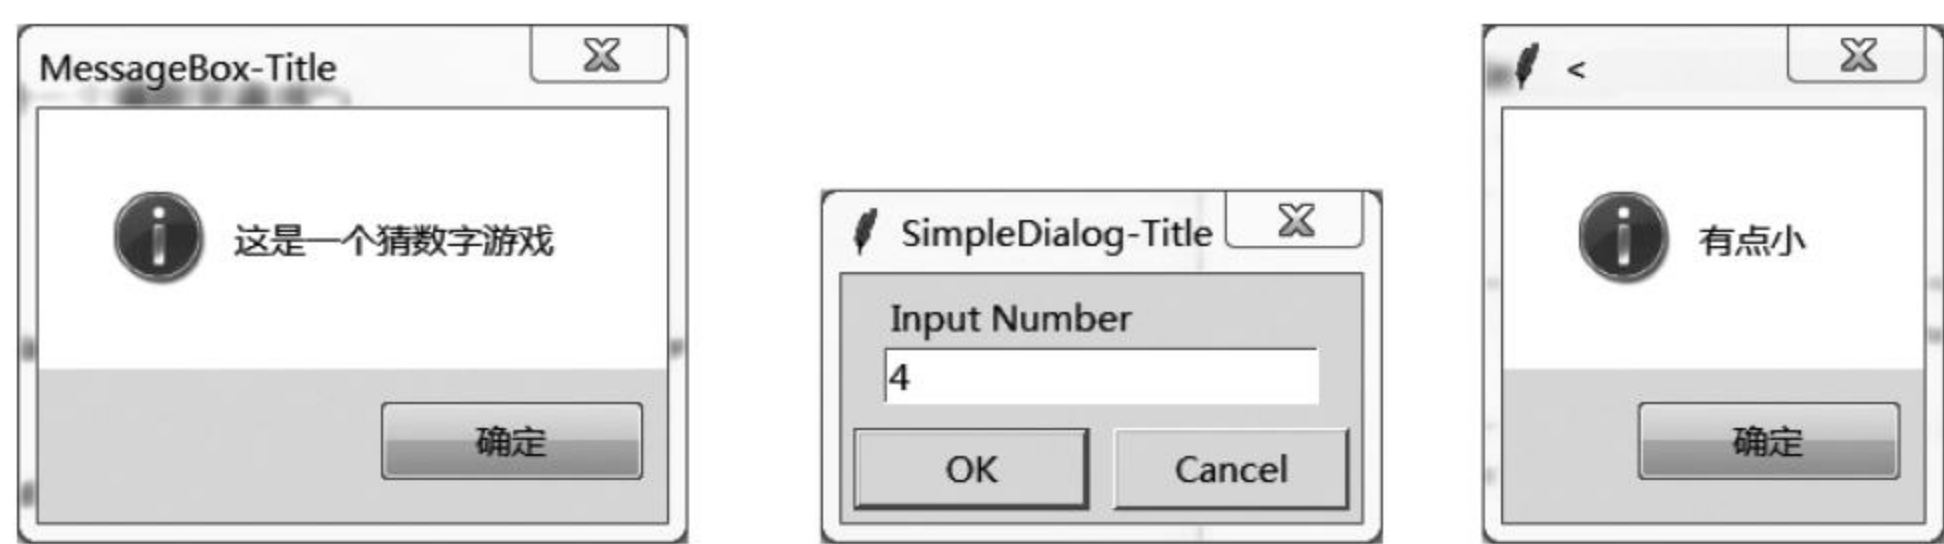 MessageBox-Title
这是一个猜数字游戏
确定
SimpleDialog-Title
Input Number
4
OK
Cancel
<
有点小
确定